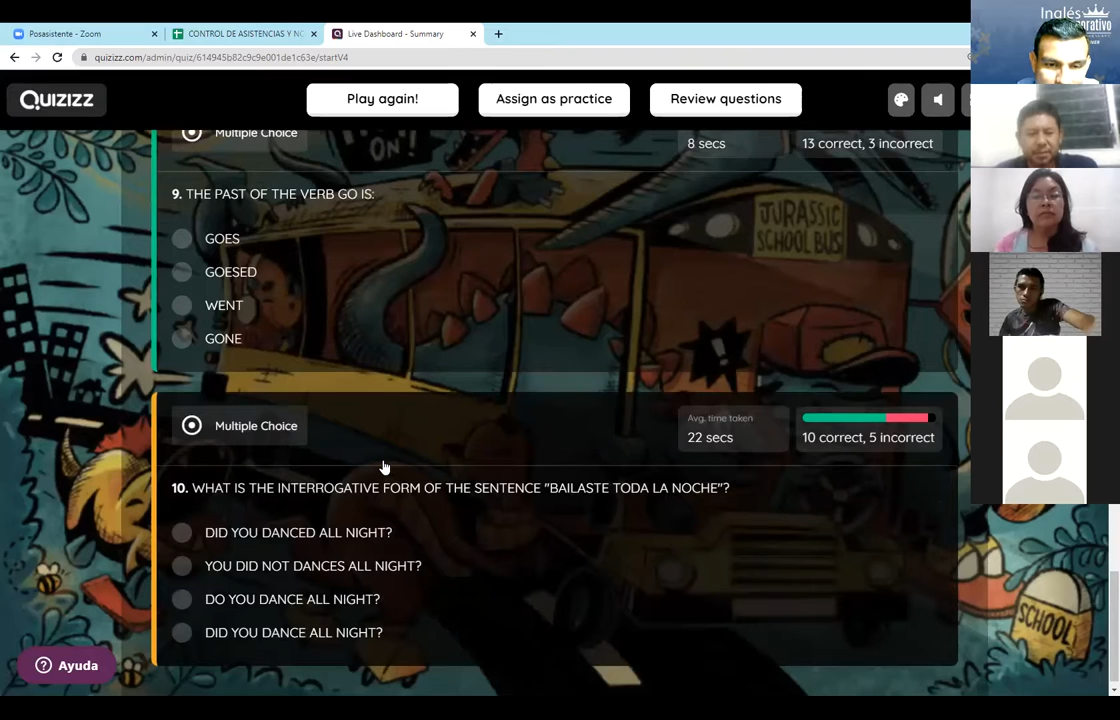 Posasistente - Zoom
CONTROL DE ASISTENCIAS Y NO
Live Dashboard - Summary
quizizz.com/admin/quiz/614945b82c9c9e001de1c63e/startV4
Inglés
QUIZIZZ
Play again!
Assign as practice
Review questions
Multiple Choice
8 secs
13 correct, 3 incorrect
ON!
JURASSIC
SCHOOL BUS
9. THE PAST OF THE VERB GO IS:
GOES
GOESED
WENT
GONE
Multiple Choice
Avg. time taken
22 secs
10 correct, 5 incorrect
10. WHAT IS THE INTERROGATIVE FORM OF THE SENTENCE "BAILASTE TODA LA NOCHE"?
DID YOU DANCED ALL NIGHT?
YOU DID NOT DANCES ALL NIGHT?
DO YOU DANCE ALL NIGHT?
DID YOU DANCE ALL NIGHT?
SCHOOL
Ayuda